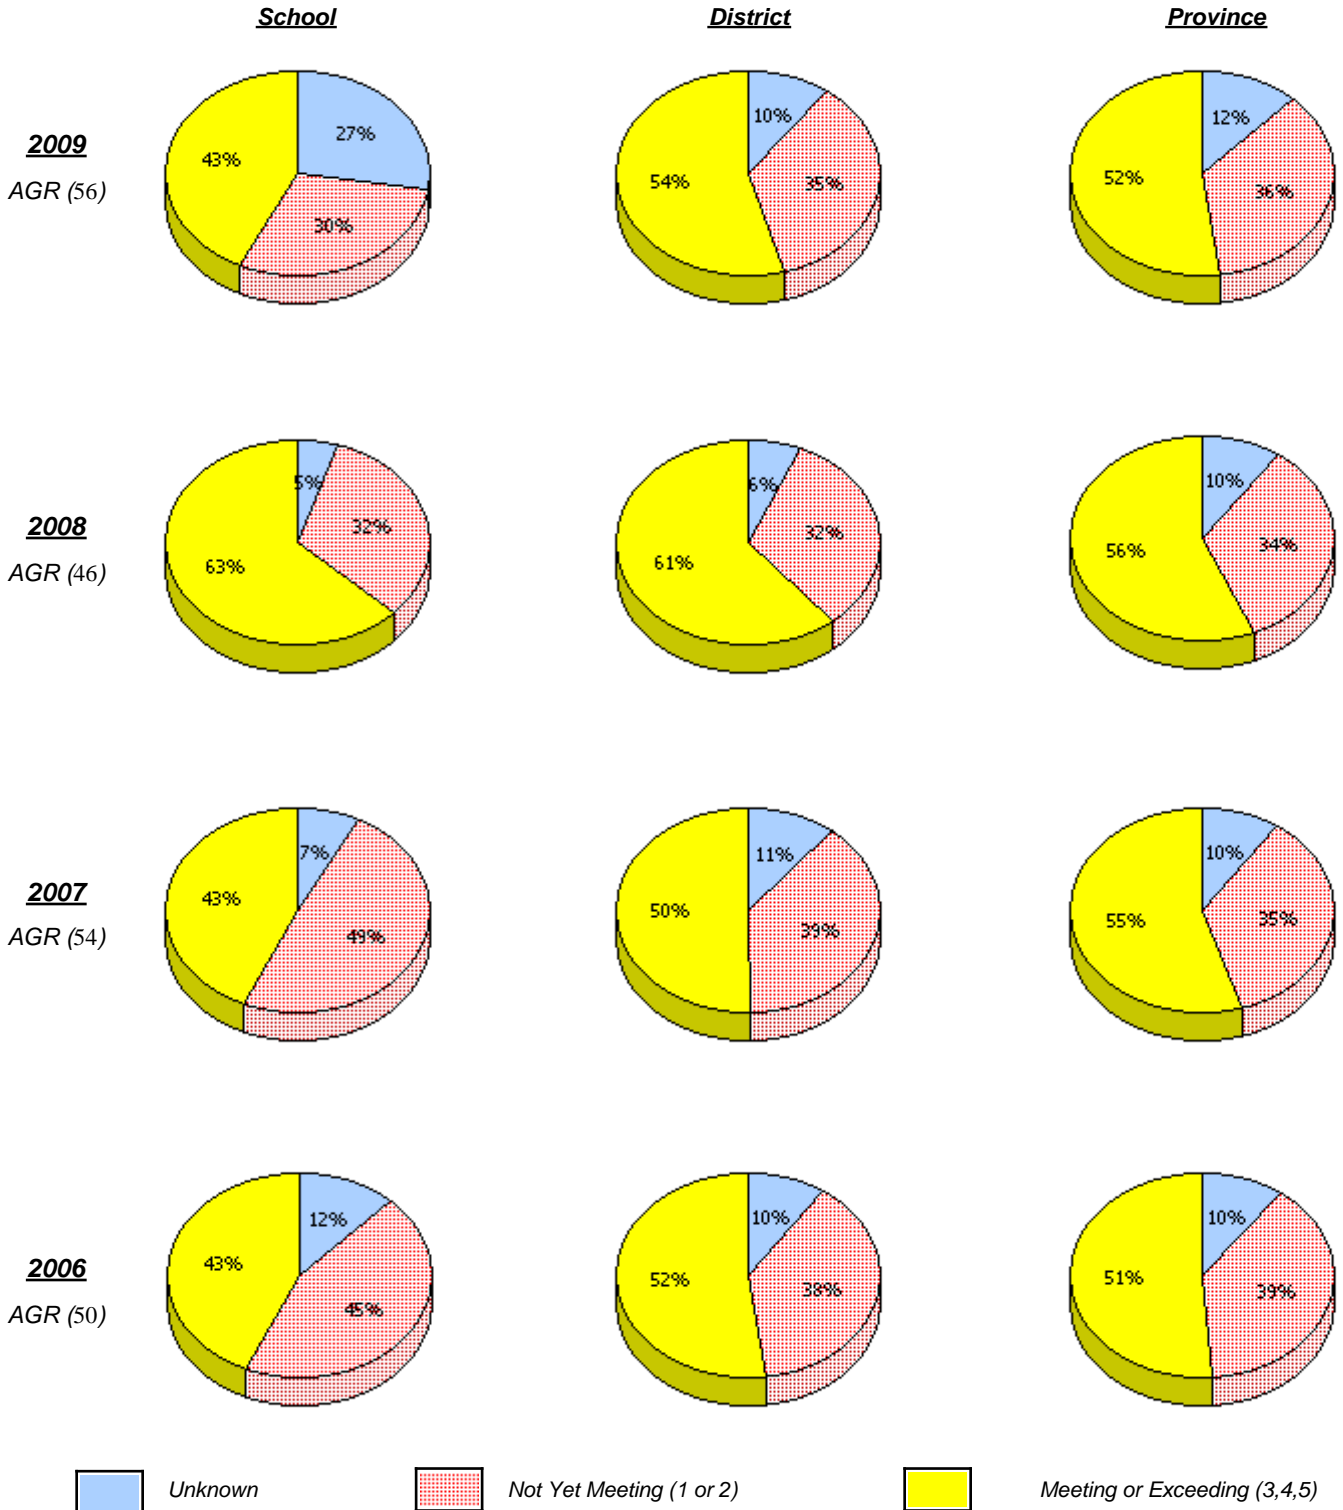 School District Province
2009
AGR (56)
43% 27% 30%
54% 10% 35%
52% 12% 36%
2008
AGR (46)
63% 5% 32%
61% 6% 32%
56% 10% 34%
2007
AGR (54)
43% 7% 49%
50% 11% 39%
55% 10% 35%
2006
AGR (50)
43% 12% 45%
52% 10% 38%
51% 10% 39%
Unknown Not Yet Meeting (1 or 2) Meeting or Exceeding (3,4,5)